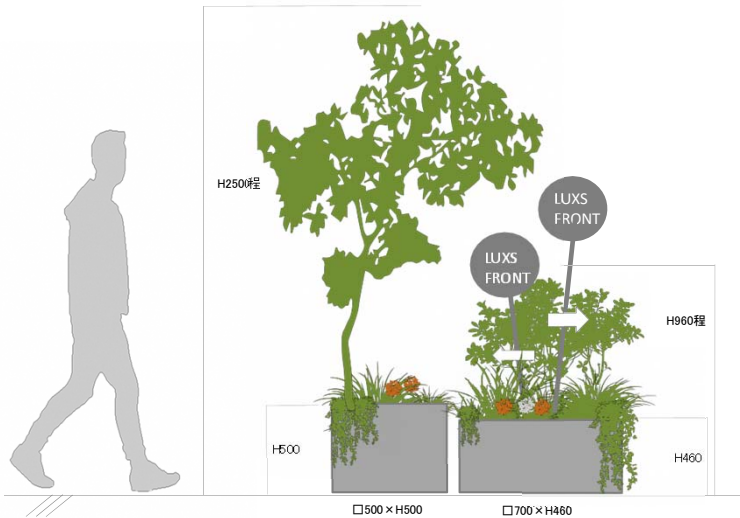 H2500程
LUXS
FRONT
LUXS
FRONT
H960程
H500
H460
□500×H500
□700×H460